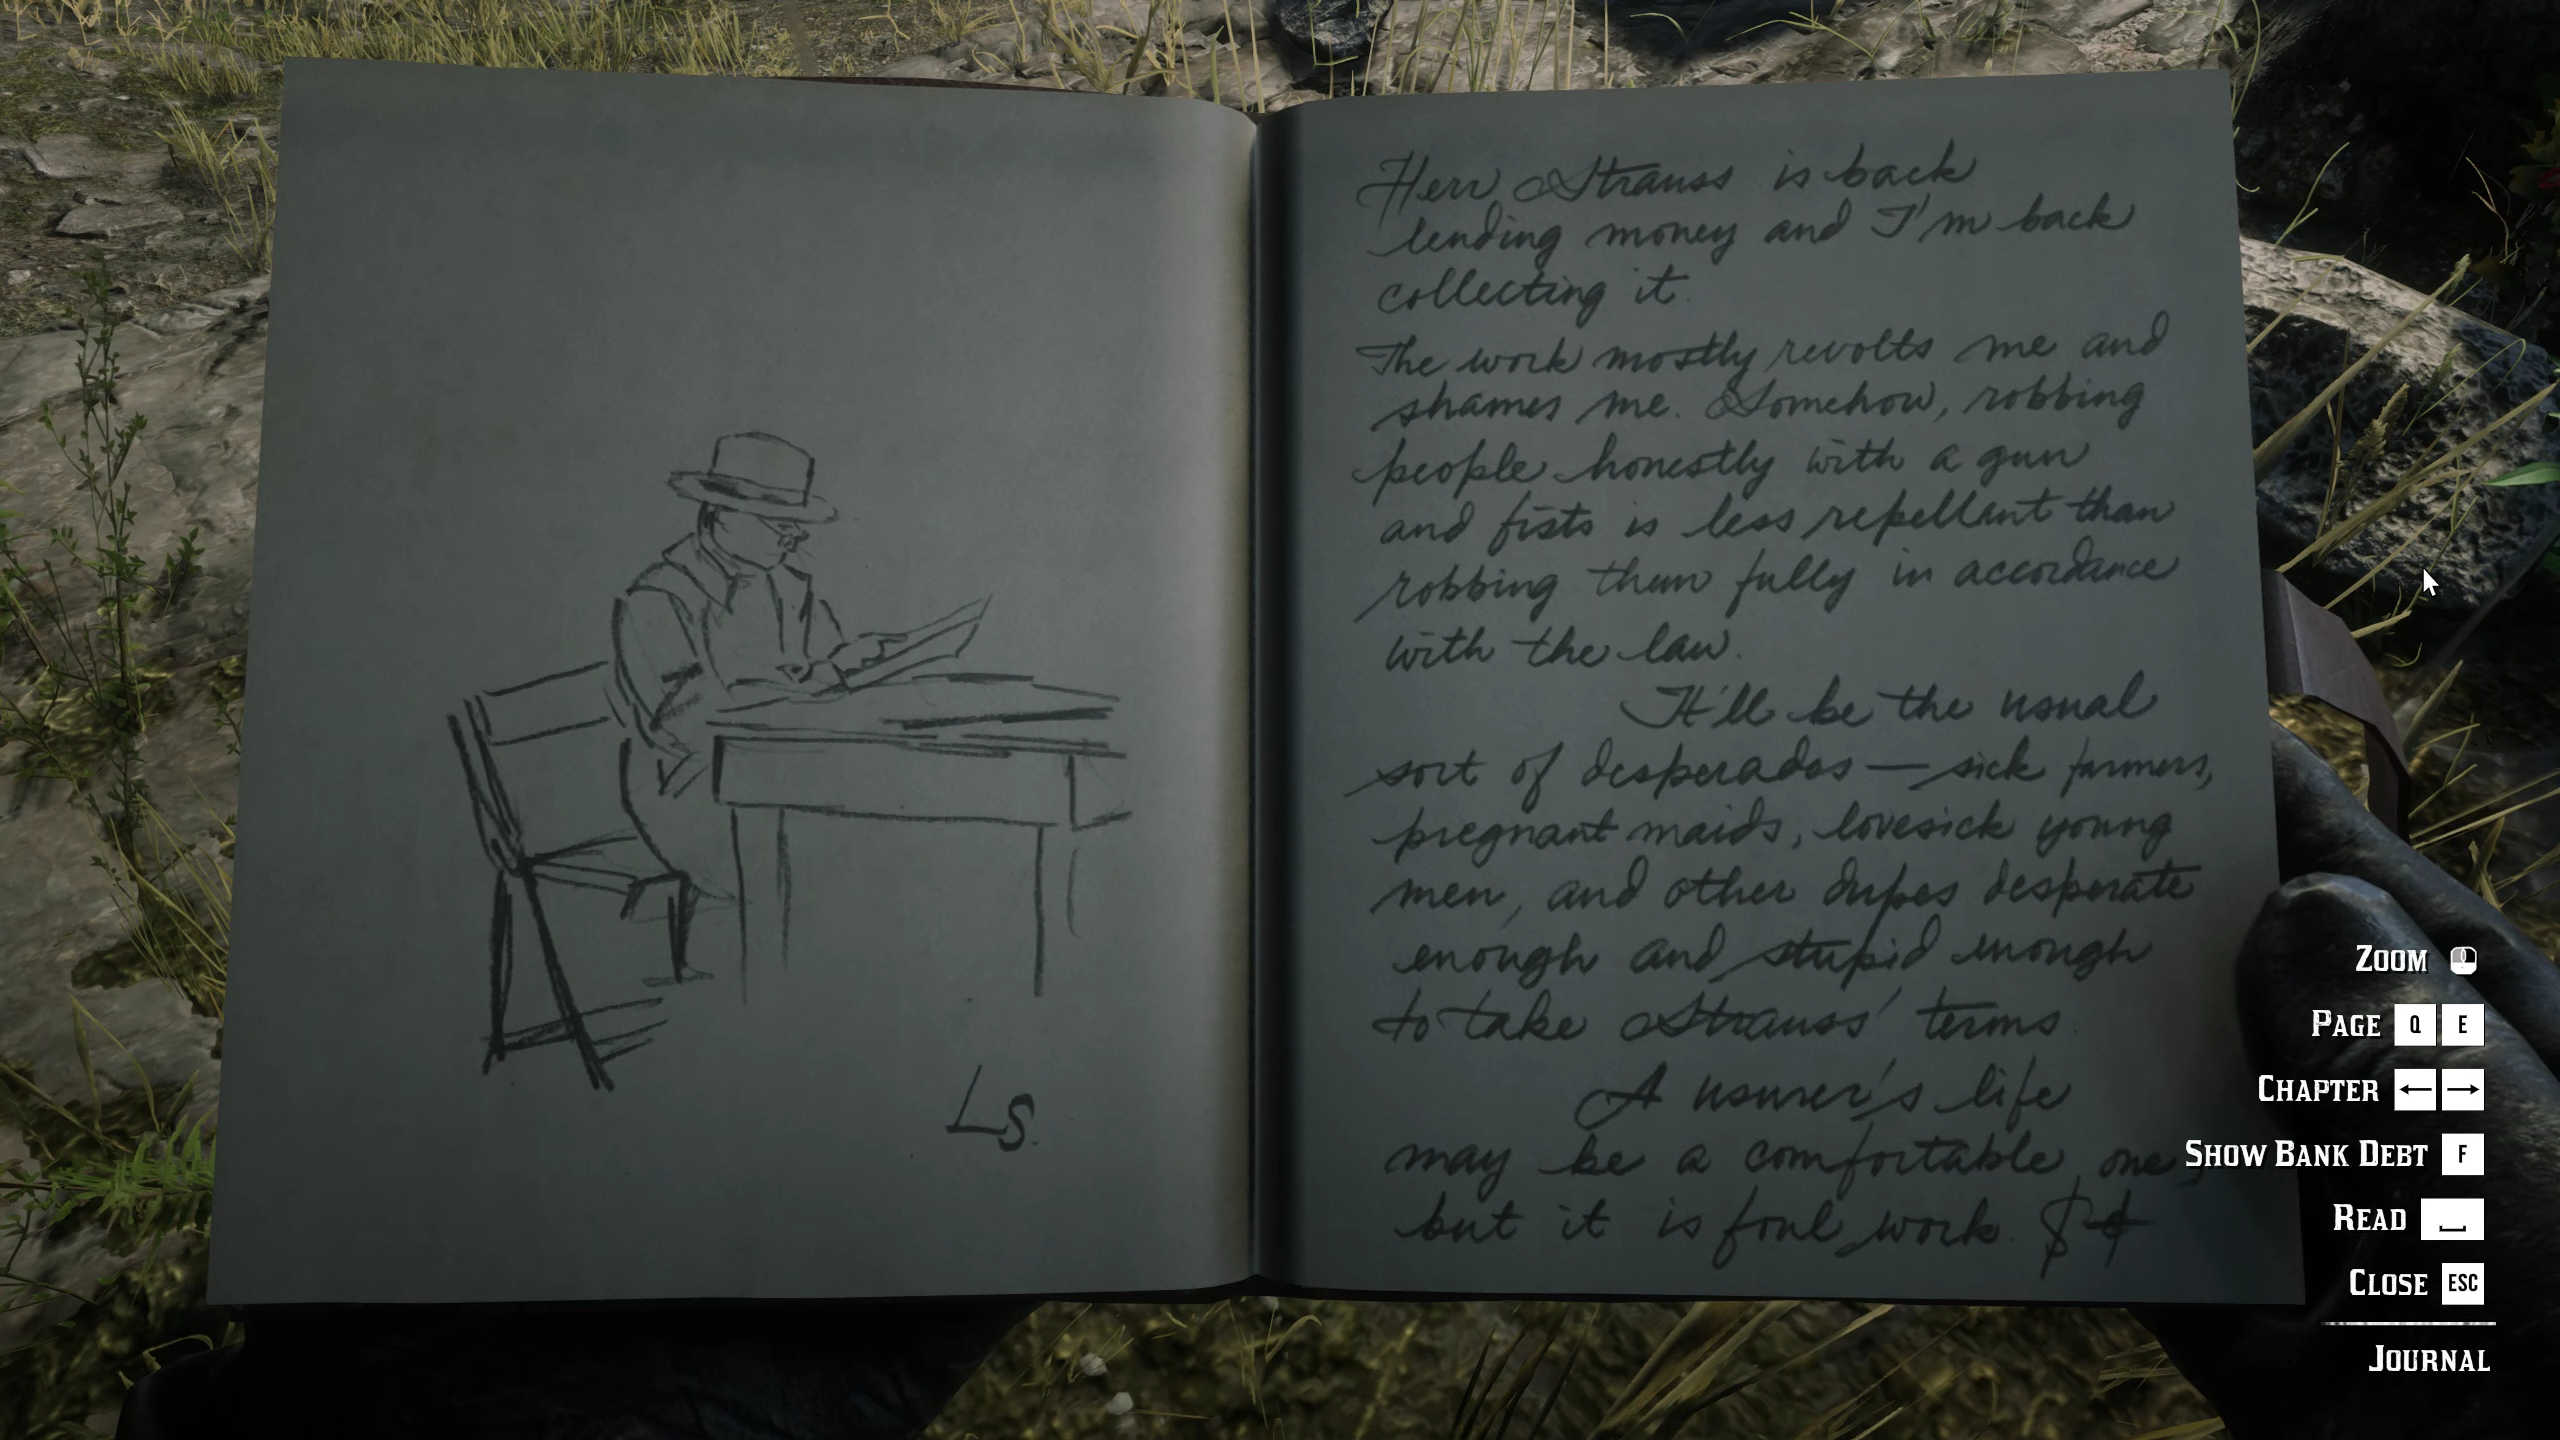 Herr Strauss is back
lending money and I'm back
collecting it.
The work mostly revolts me and
shames me. Somehow, robbing
people honestly with a gun
and fists is less repellent than
robbing them fully in accordance
with the law.
It'll be the usual
sort of desperados — sick farmers,
pregnant maids, lovesick young
men, and other dupes desperate
enough and stupid enough
to take Strauss' terms.
A usurer's life
may be a comfortable one,
but it is foul work. $¢
LS.
ZOOM
PAGE Q E
CHAPTER ← →
SHOW BANK DEBT F
READ
CLOSE ESC
JOURNAL